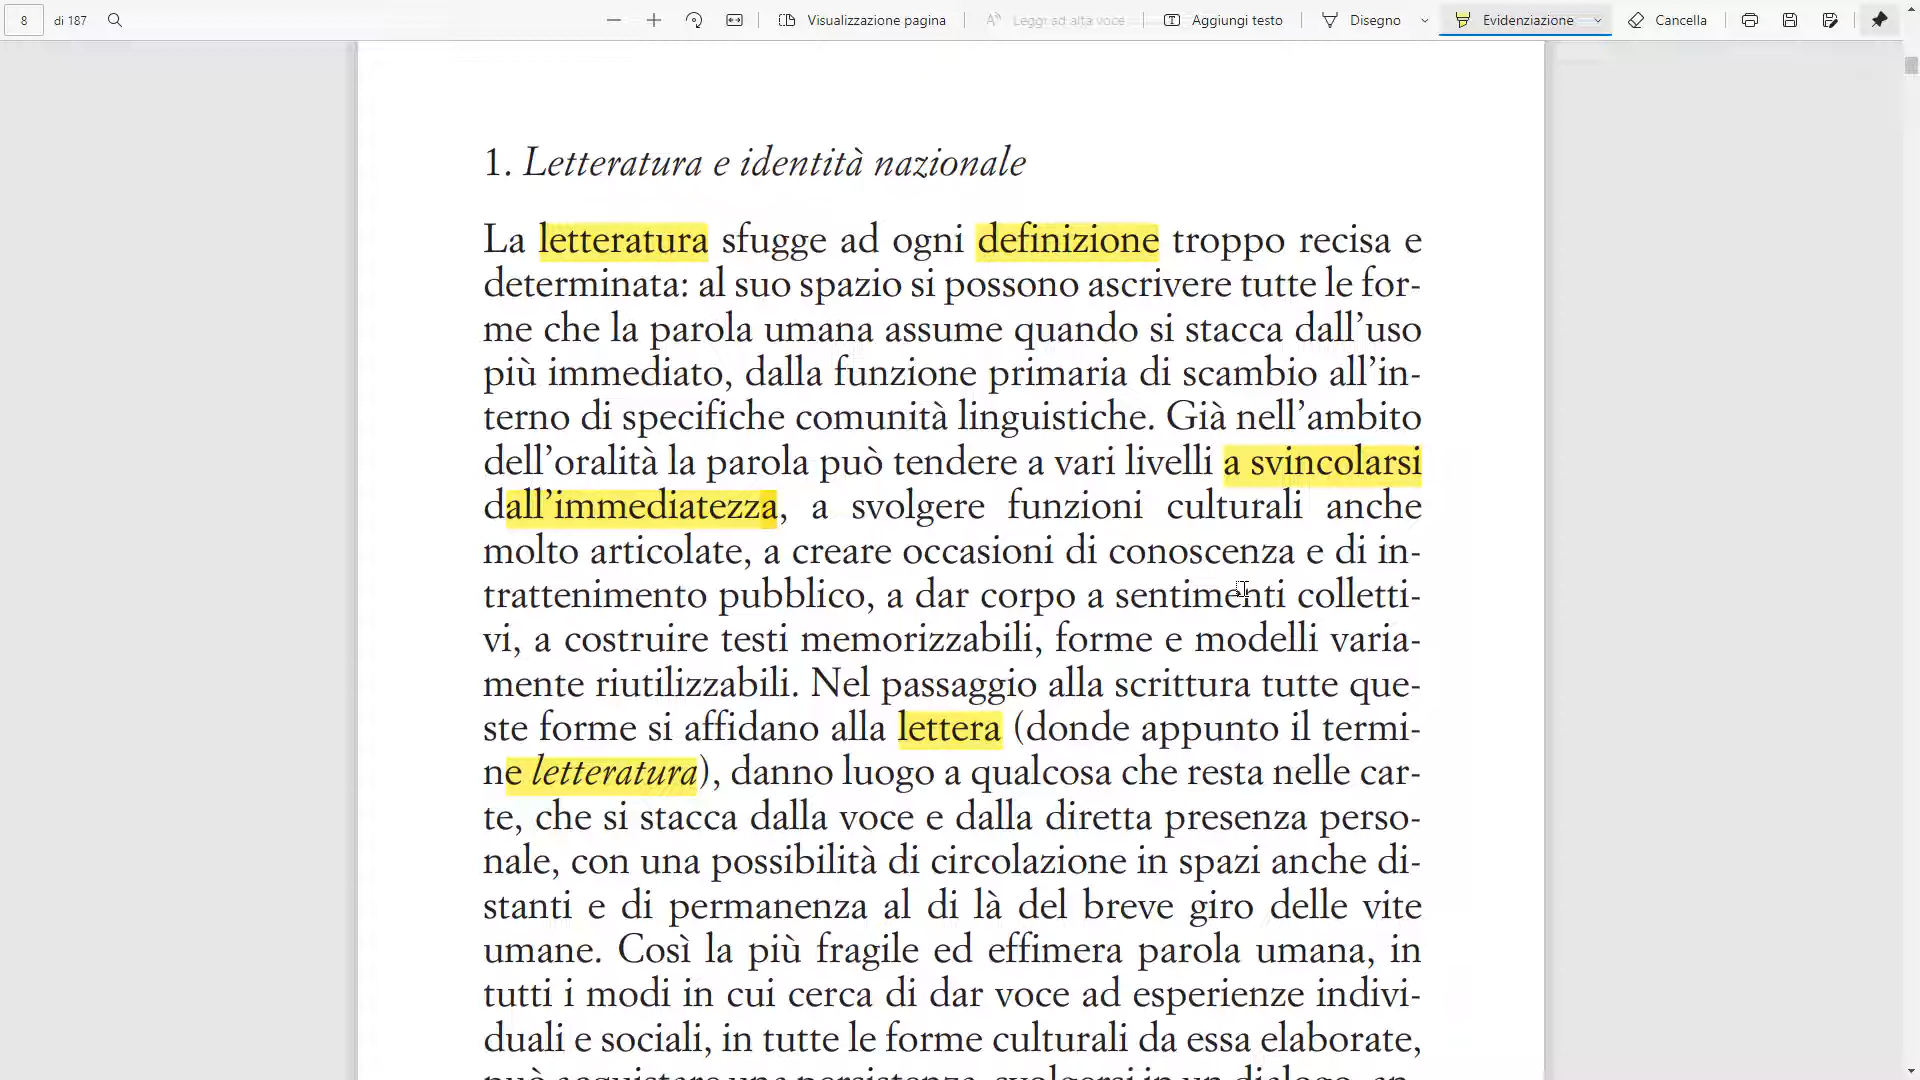 8 di 187 Visualizzazione pagina Leggi ad alta voce Aggiungi testo Disegno Evidenziazione Cancella
1. Letteratura e identità nazionale
La letteratura sfugge ad ogni definizione troppo recisa e
determinata: al suo spazio si possono ascrivere tutte le for-
me che la parola umana assume quando si stacca dall’uso
più immediato, dalla funzione primaria di scambio all’in-
terno di specifiche comunità linguistiche. Già nell’ambito
dell’oralità la parola può tendere a vari livelli a svincolarsi
dall’immediatezza, a svolgere funzioni culturali anche
molto articolate, a creare occasioni di conoscenza e di in-
trattenimento pubblico, a dar corpo a sentimenti colletti-
vi, a costruire testi memorizzabili, forme e modelli varia-
mente riutilizzabili. Nel passaggio alla scrittura tutte que-
ste forme si affidano alla lettera (donde appunto il termi-
ne letteratura), danno luogo a qualcosa che resta nelle car-
te, che si stacca dalla voce e dalla diretta presenza perso-
nale, con una possibilità di circolazione in spazi anche di-
stanti e di permanenza al di là del breve giro delle vite
umane. Così la più fragile ed effimera parola umana, in
tutti i modi in cui cerca di dar voce ad esperienze indivi-
duali e sociali, in tutte le forme culturali da essa elaborate,
può acquistare una persistenza, svolgersi in un dialogo, an-